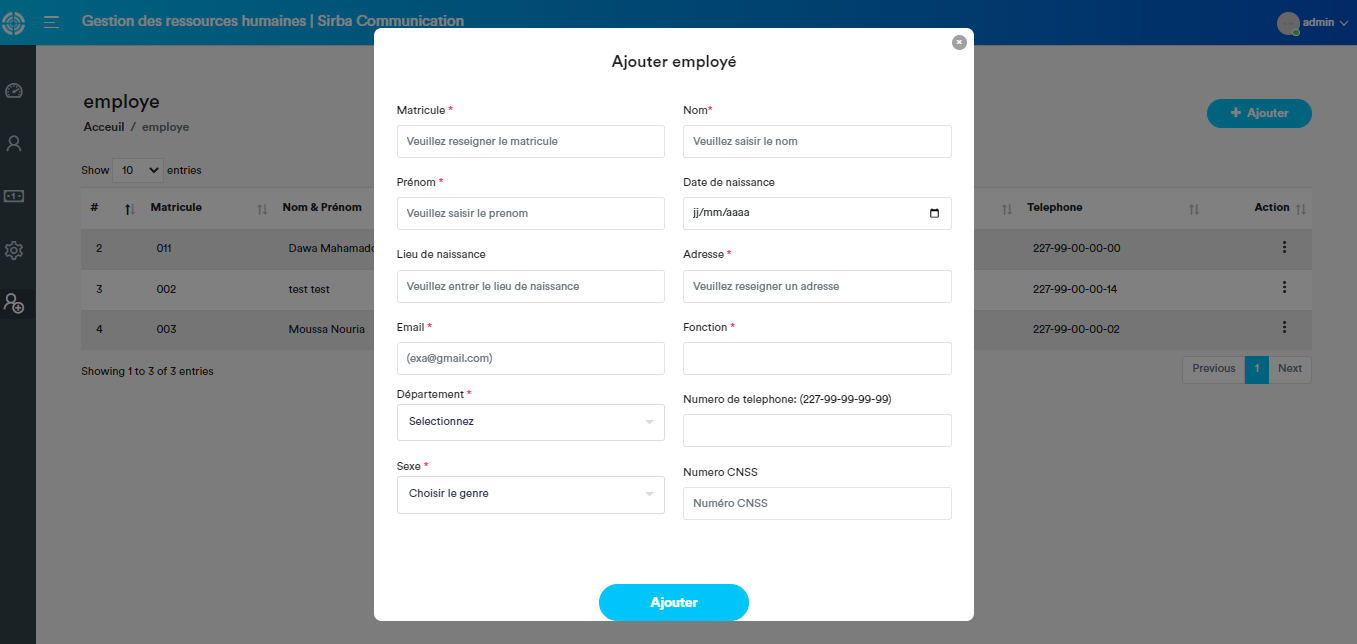 Gestion des ressources humaines | Sirba Communication
admin
employe
Acceuil / employe
+ Ajouter
Show 10 entries
# Matricule Nom & Prénom Telephone Action
2 011 Dawa Mahamado 227-99-00-00-00
3 002 test test 227-99-00-00-14
4 003 Moussa Nouria 227-99-00-00-02
Showing 1 to 3 of 3 entries
Previous 1 Next
Ajouter employé
Matricule * Nom*
Veuillez reseigner le matricule Veuillez saisir le nom
Prénom * Date de naissance
Veuillez saisir le prenom jj/mm/aaaa
Lieu de naissance Adresse *
Veuillez entrer le lieu de naissance Veuillez reseigner un adresse
Email * Fonction *
(exa@gmail.com)
Département * Numero de telephone: (227-99-99-99-99)
Selectionnez
Sexe * Numero CNSS
Choisir le genre Numéro CNSS
Ajouter